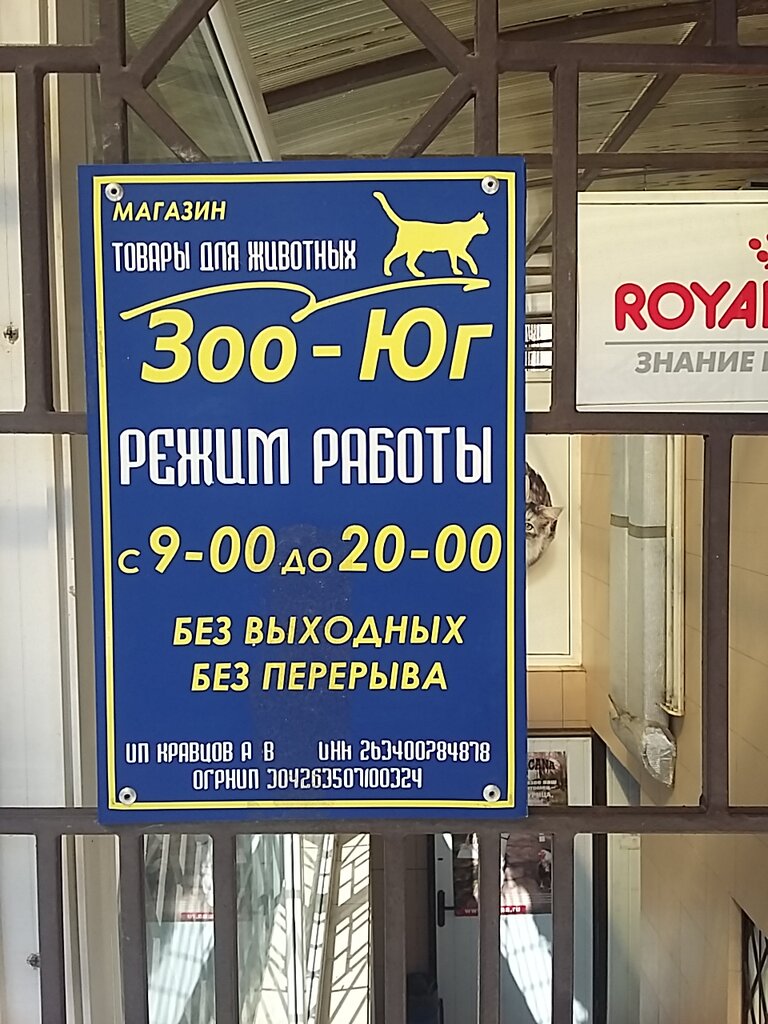 МАГАЗИН
ТОВАРЫ ДЛЯ ЖИВОТНЫХ
Зоо-Юг
РЕЖИМ РАБОТЫ
с 9-00 до 20-00
БЕЗ ВЫХОДНЫХ
БЕЗ ПЕРЕРЫВА
ИП КРАВЦОВ А В ИНН 263400784878
ОГРНИП 304263507100324
ROYAL
ЗНАНИЕ